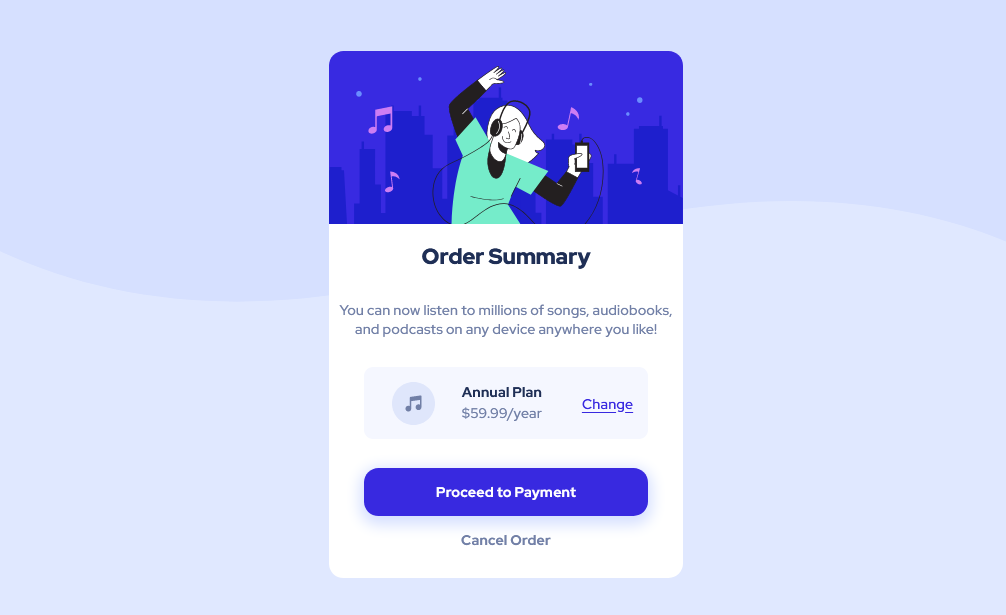 Order Summary
You can now listen to millions of songs, audiobooks,
and podcasts on any device anywhere you like!
Annual Plan
$59.99/year
Change
Proceed to Payment
Cancel Order